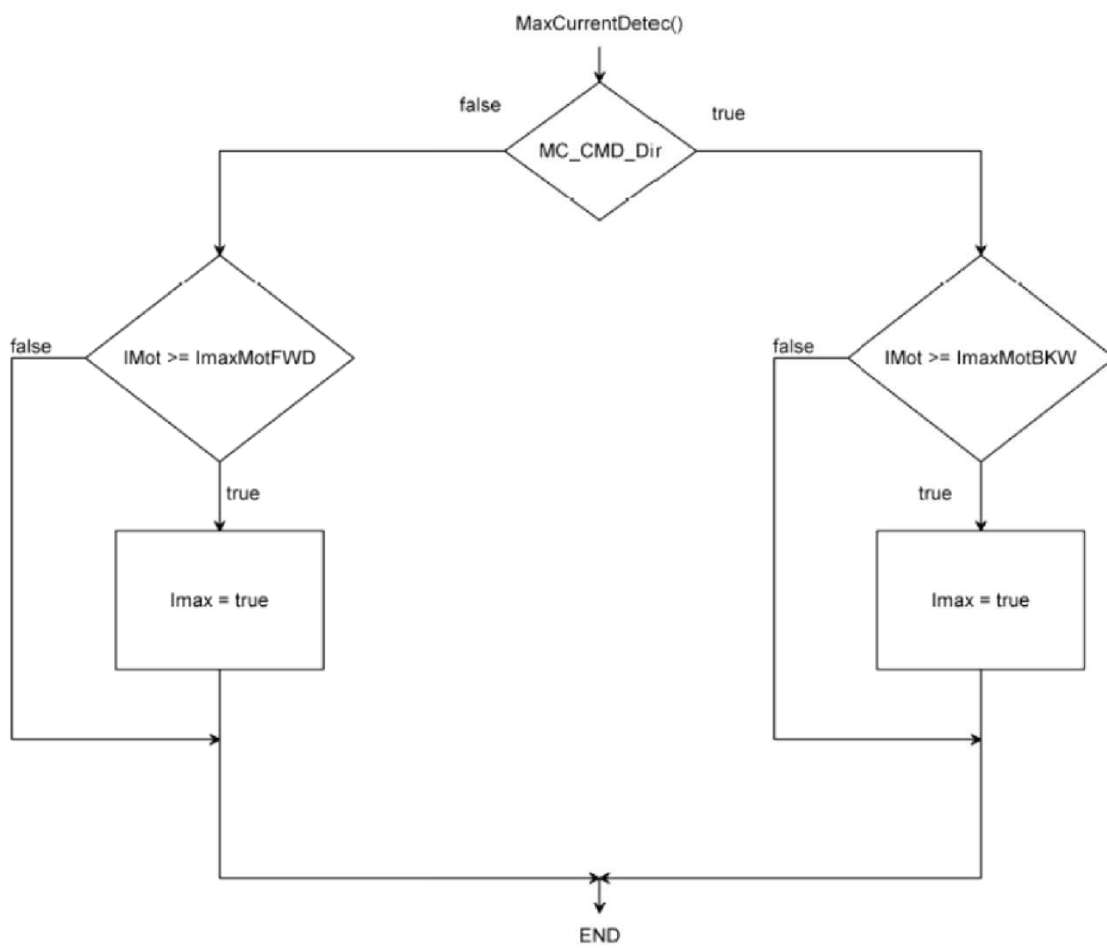 MaxCurrentDetec()
false
true
MC_CMD_Dir
false
IMot >= ImaxMotFWD
false
IMot >= ImaxMotBKW
true
true
Imax = true
Imax = true
END